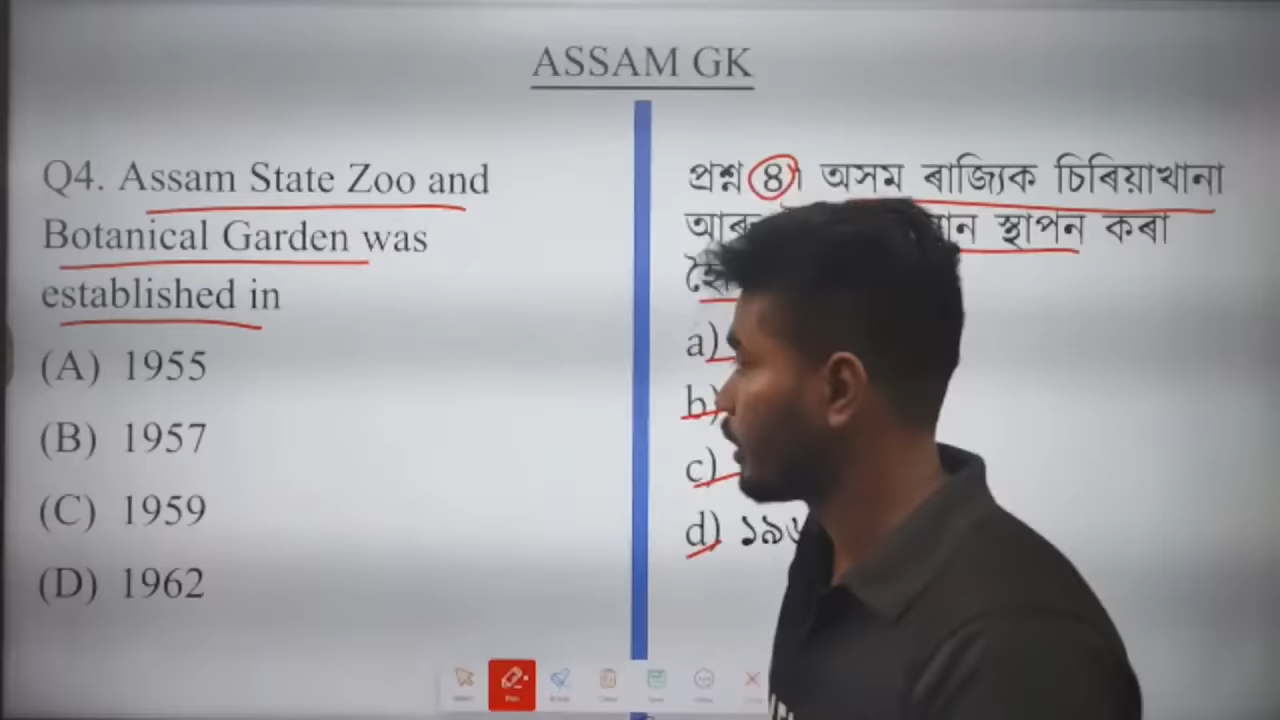 ASSAM GK
Q4. Assam State Zoo and
Botanical Garden was
established in
(A) 1955
(B) 1957
(C) 1959
(D) 1962
প্ৰশ্ন ৪। অসম ৰাজ্যিক চিৰিয়াখানা
স্থাপন কৰা
a)
b)
c)
d)